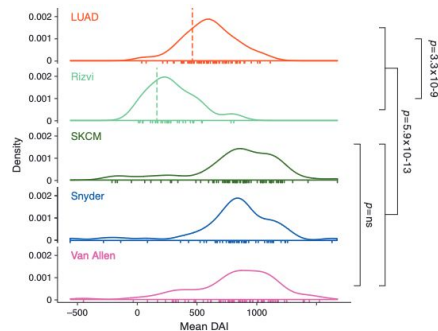 LUAD
0.002
0.001
0
Rizvi
0.002
0.001
0
SKCM
0.002
0.001
0
Snyder
0.002
0.001
0
Van Allen
0.002
0.001
0
Density
−500
0
500
1000
Mean DAI
p=3.3x10-9
p=5.9x10-13
p=ns